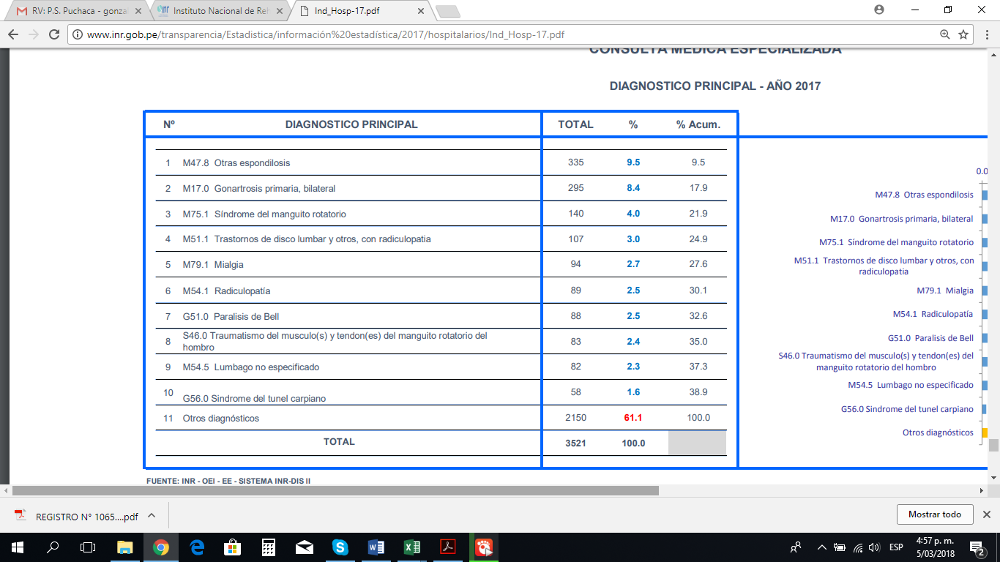 RV: P.S. Puchaca - gonza
Instituto Nacional de Reh
Ind_Hosp-17.pdf
www.inr.gob.pe/transparencia/Estadistica/información%20estadística/2017/hospitalarios/Ind_Hosp-17.pdf
CONSULTA MEDICA ESPECIALIZADA
DIAGNOSTICO PRINCIPAL - AÑO 2017
Nº DIAGNOSTICO PRINCIPAL TOTAL % % Acum.
1 M47.8 Otras espondilosis 335 9.5 9.5
2 M17.0 Gonartrosis primaria, bilateral 295 8.4 17.9
3 M75.1 Síndrome del manguito rotatorio 140 4.0 21.9
4 M51.1 Trastornos de disco lumbar y otros, con radiculopatia 107 3.0 24.9
5 M79.1 Mialgia 94 2.7 27.6
6 M54.1 Radiculopatía 89 2.5 30.1
7 G51.0 Paralisis de Bell 88 2.5 32.6
8 S46.0 Traumatismo del musculo(s) y tendon(es) del manguito rotatorio del
hombro 83 2.4 35.0
9 M54.5 Lumbago no especificado 82 2.3 37.3
10 G56.0 Sindrome del tunel carpiano 58 1.6 38.9
11 Otros diagnósticos 2150 61.1 100.0
TOTAL 3521 100.0
FUENTE: INR - OEI - EE - SISTEMA INR-DIS II
0.0
M47.8 Otras espondilosis
M17.0 Gonartrosis primaria, bilateral
M75.1 Síndrome del manguito rotatorio
M51.1 Trastornos de disco lumbar y otros, con
radiculopatia
M79.1 Mialgia
M54.1 Radiculopatía
G51.0 Paralisis de Bell
S46.0 Traumatismo del musculo(s) y tendon(es) del
manguito rotatorio del hombro
M54.5 Lumbago no especificado
G56.0 Sindrome del tunel carpiano
Otros diagnósticos
REGISTRO N° 1065....pdf
Mostrar todo
ESP
4:57 p. m.
5/03/2018
2